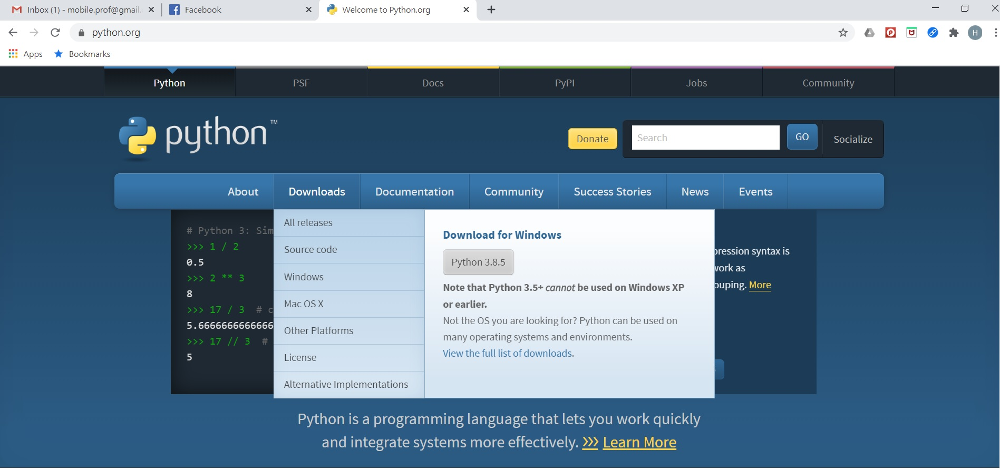 Inbox (1) - mobile.prof@gmail.
Facebook
Welcome to Python.org
python.org
H
Apps
Bookmarks
Python
PSF
Docs
PyPI
Jobs
Community
python™
Donate
Search
GO
Socialize
About
Downloads
Documentation
Community
Success Stories
News
Events
# Python 3: Sim
>>> 1 / 2
0.5
>>> 2 ** 3
8
>>> 17 / 3 # c
5.6666666666666
>>> 17 // 3 #
5
All releases
Source code
Windows
Mac OS X
Other Platforms
License
Alternative Implementations
Download for Windows
Python 3.8.5
Note that Python 3.5+ cannot be used on Windows XP
or earlier.
Not the OS you are looking for? Python can be used on
many operating systems and environments.
View the full list of downloads.
pression syntax is
work as
ouping. More
Python is a programming language that lets you work quickly
and integrate systems more effectively. >>> Learn More